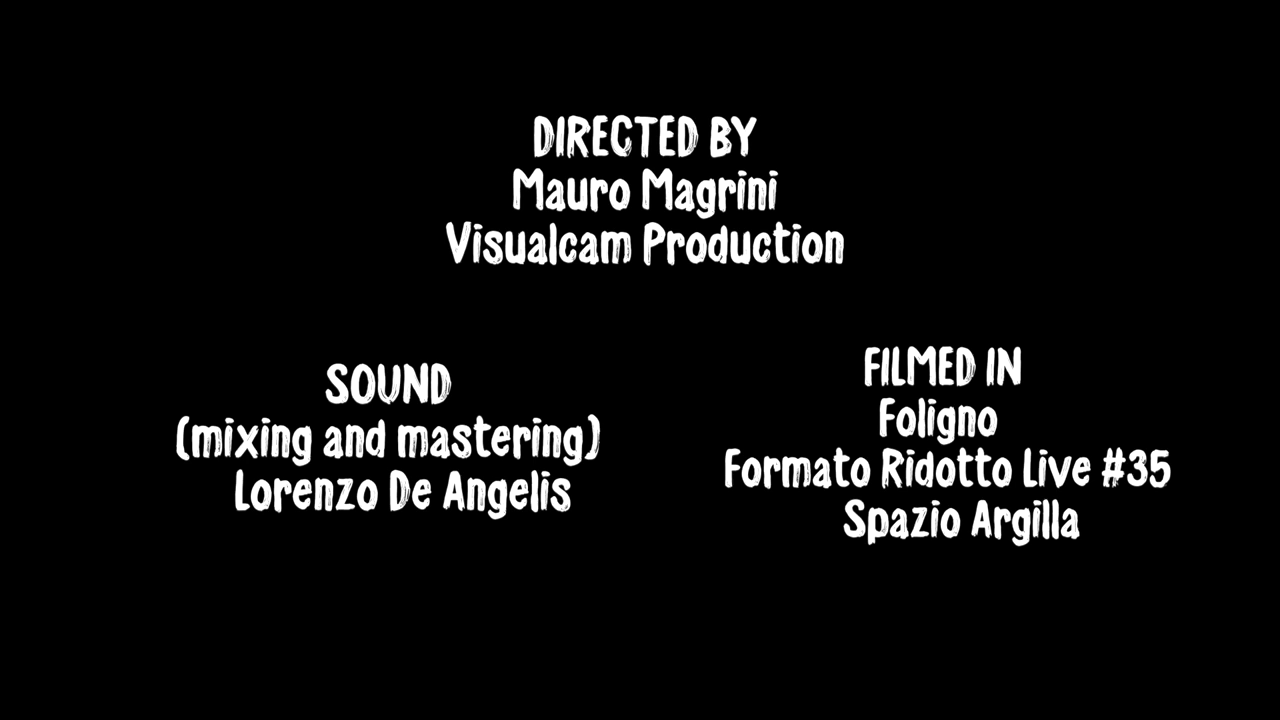 DIRECTED BY
Mauro Magrini
Visualcam Production
SOUND
(mixing and mastering)
Lorenzo De Angelis
FILMED IN
Foligno
Formato Ridotto Live #35
Spazio Argilla